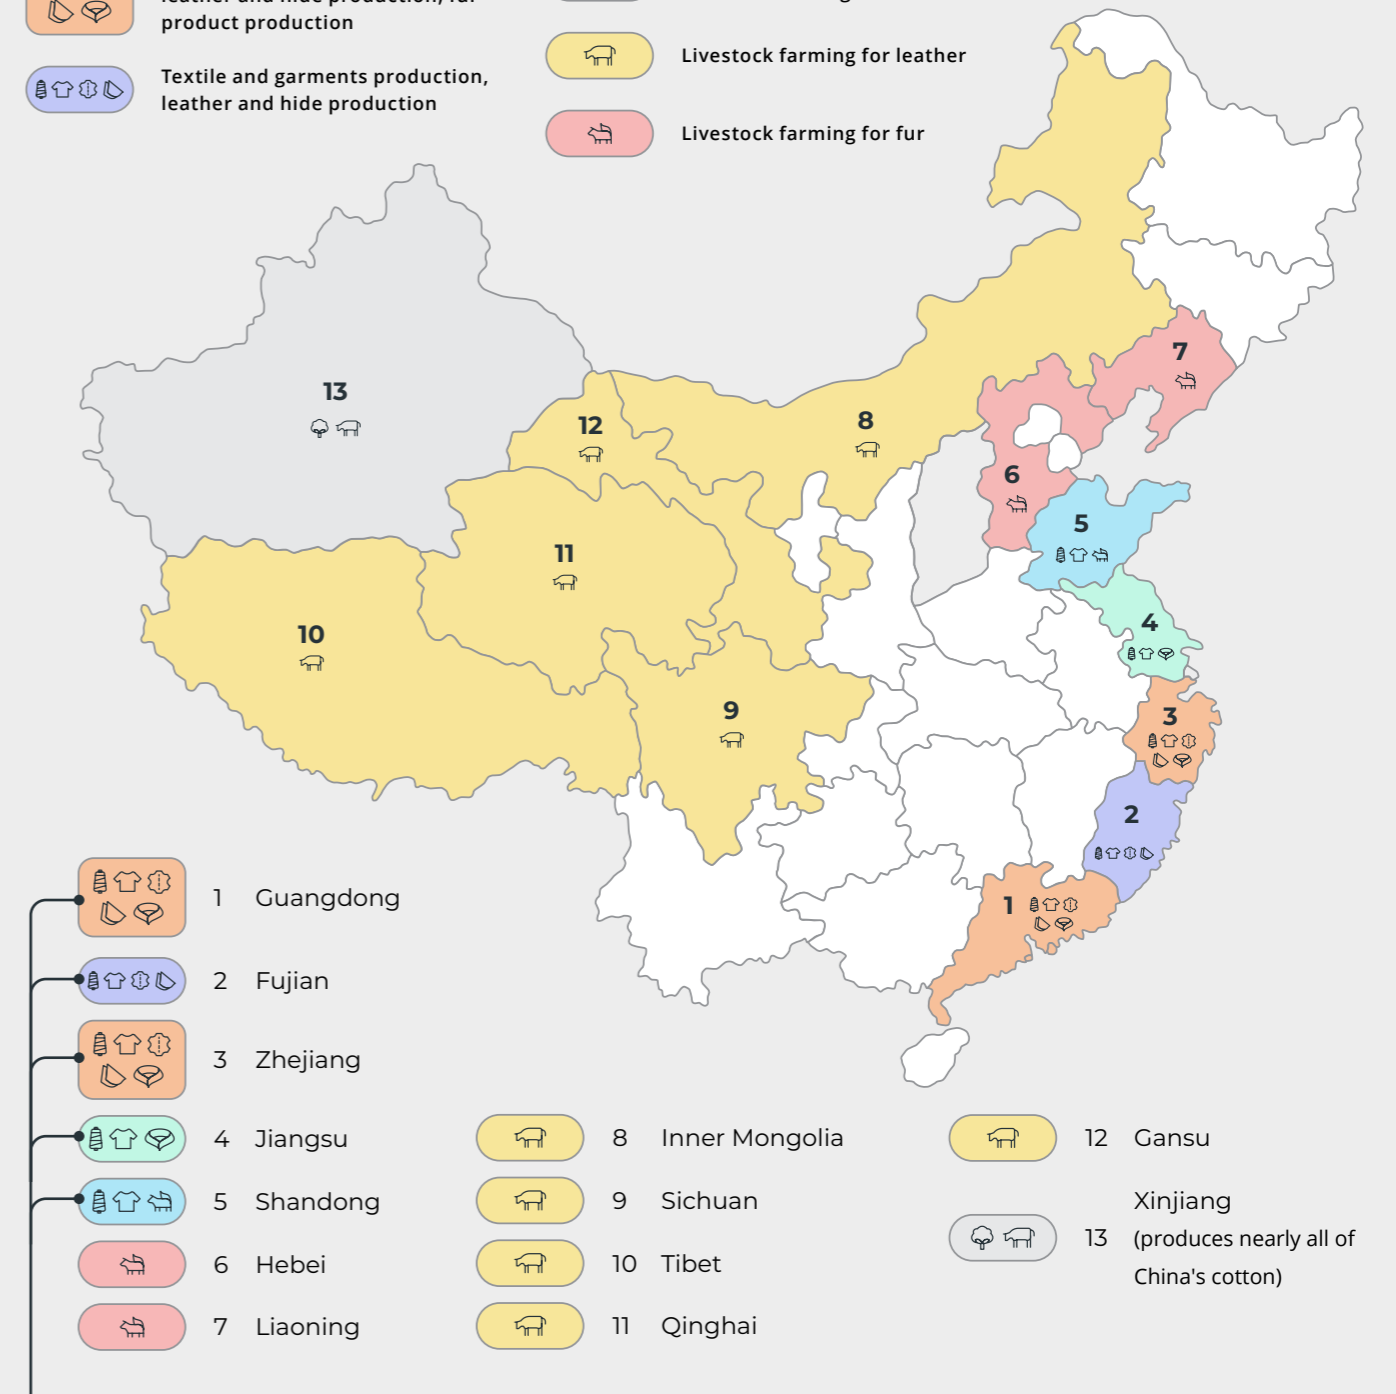 product production
Textile and garments production,
leather and hide production
Livestock farming for leather
Livestock farming for fur
7
13
12
8
6
5
11
4
10
9
3
2
1
1 Guangdong
2 Fujian
3 Zhejiang
4 Jiangsu
5 Shandong
6 Hebei
7 Liaoning
8 Inner Mongolia
9 Sichuan
10 Tibet
11 Qinghai
12 Gansu
Xinjiang
13 (produces nearly all of
China's cotton)